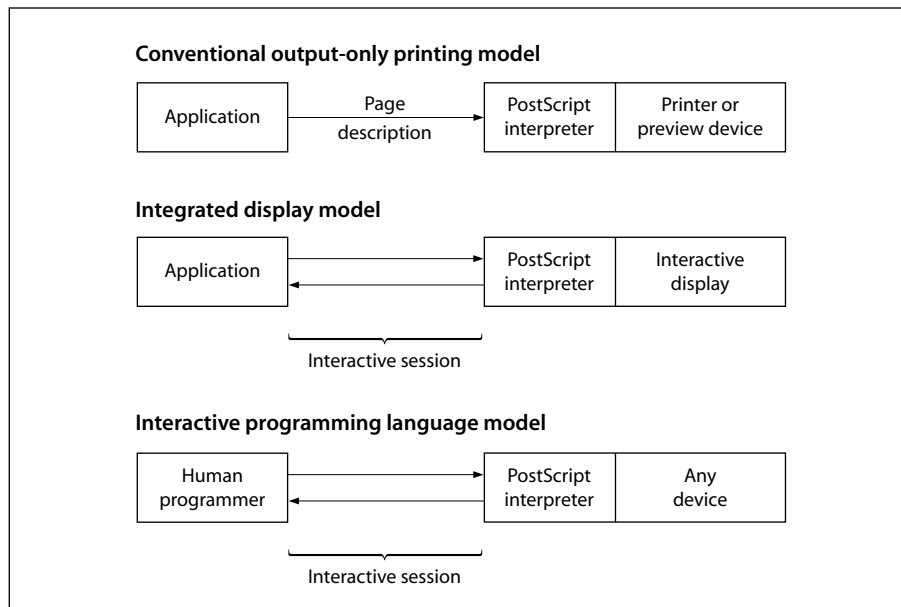 Conventional output-only printing model
Application
Page
description
PostScript
interpreter
Printer or
preview device
Integrated display model
Application
PostScript
interpreter
Interactive
display
Interactive session
Interactive programming language model
Human
programmer
PostScript
interpreter
Any
device
Interactive session